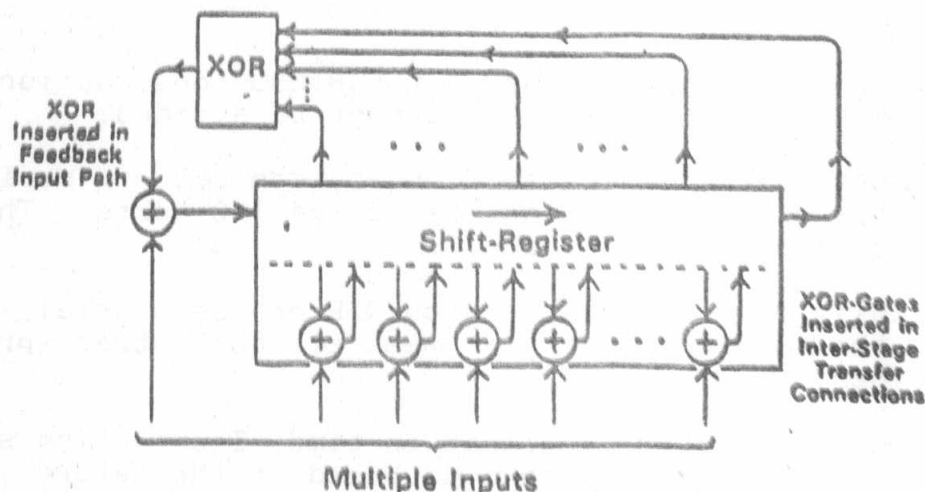 XOR
XOR
Inserted in
Feedback
Input Path
Shift-Register
XOR-Gates
Inserted in
Inter-Stage
Transfer
Connections
Multiple Inputs